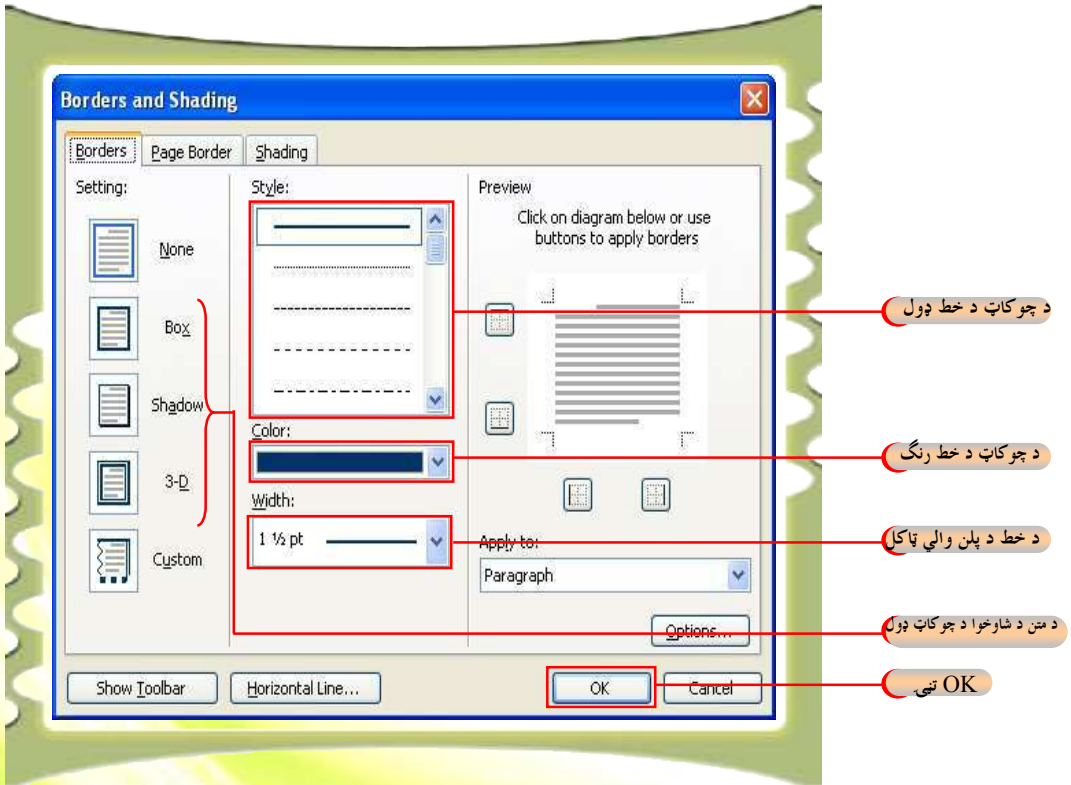 Borders and Shading
Borders
Page Border
Shading
Setting:
None
Box
Shadow
3-D
Custom
Style:
Color:
Width:
1 ½ pt
Preview
Click on diagram below or use
buttons to apply borders
Apply to:
Paragraph
Options...
Show Toolbar
Horizontal Line...
OK
Cancel
د چوکاټ د خط ډول
د چوکاټ د خط رنگ
د خط د پلن والي ټاکل
د متن د شاوخوا د چوکاټ ډول
OK تڼۍ